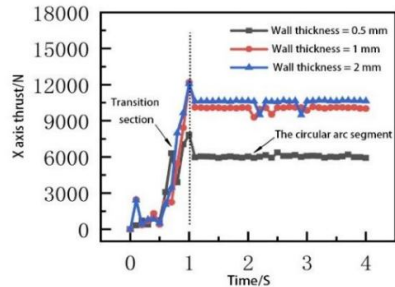 18000
15000
12000
9000
6000
3000
0
X axis thrust/N
Wall thickness = 0.5 mm
Wall thickness = 1 mm
Wall thickness = 2 mm
Transition
section
The circular arc segment
0 1 2 3 4
Time/S